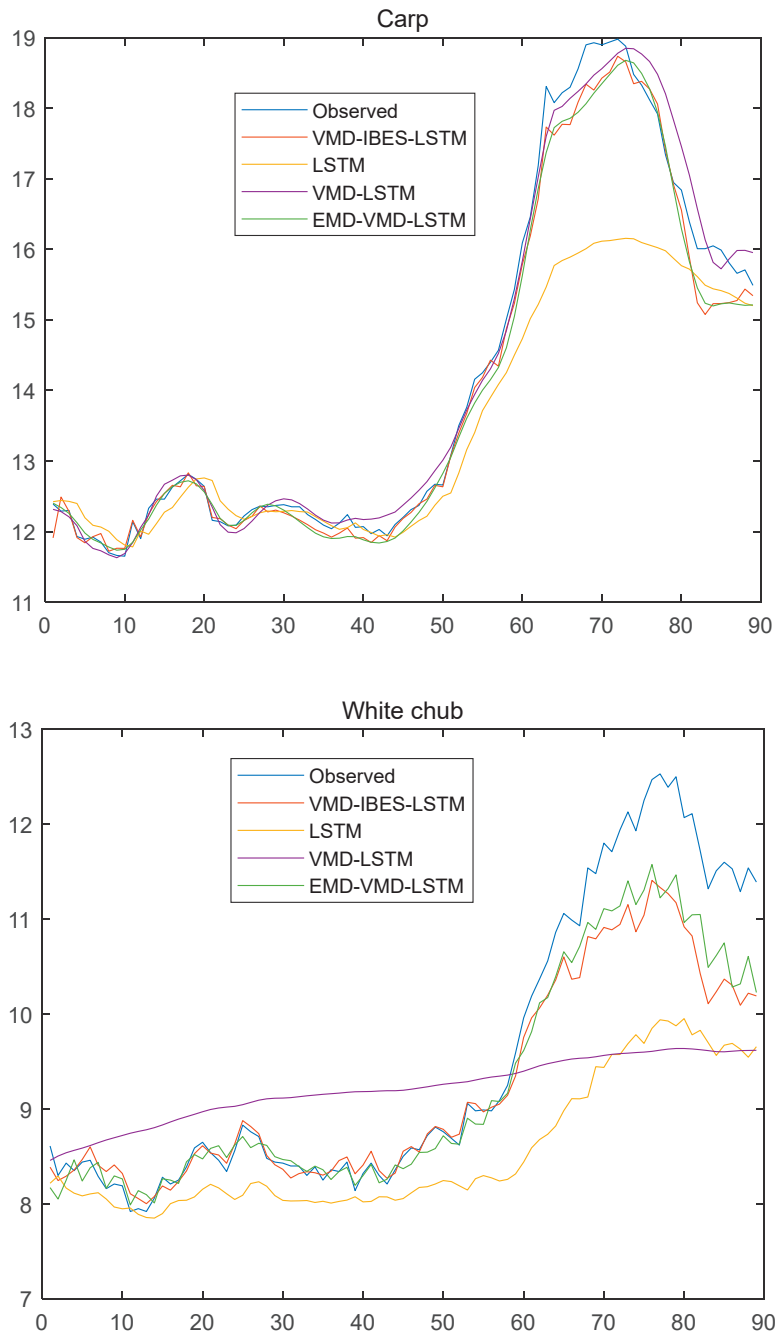 Carp
19
18
17
16
15
14
13
12
11
Observed
VMD-IBES-LSTM
LSTM
VMD-LSTM
EMD-VMD-LSTM
0 10 20 30 40 50 60 70 80 90
White chub
13
12
11
10
9
8
7
Observed
VMD-IBES-LSTM
LSTM
VMD-LSTM
EMD-VMD-LSTM
0 10 20 30 40 50 60 70 80 90